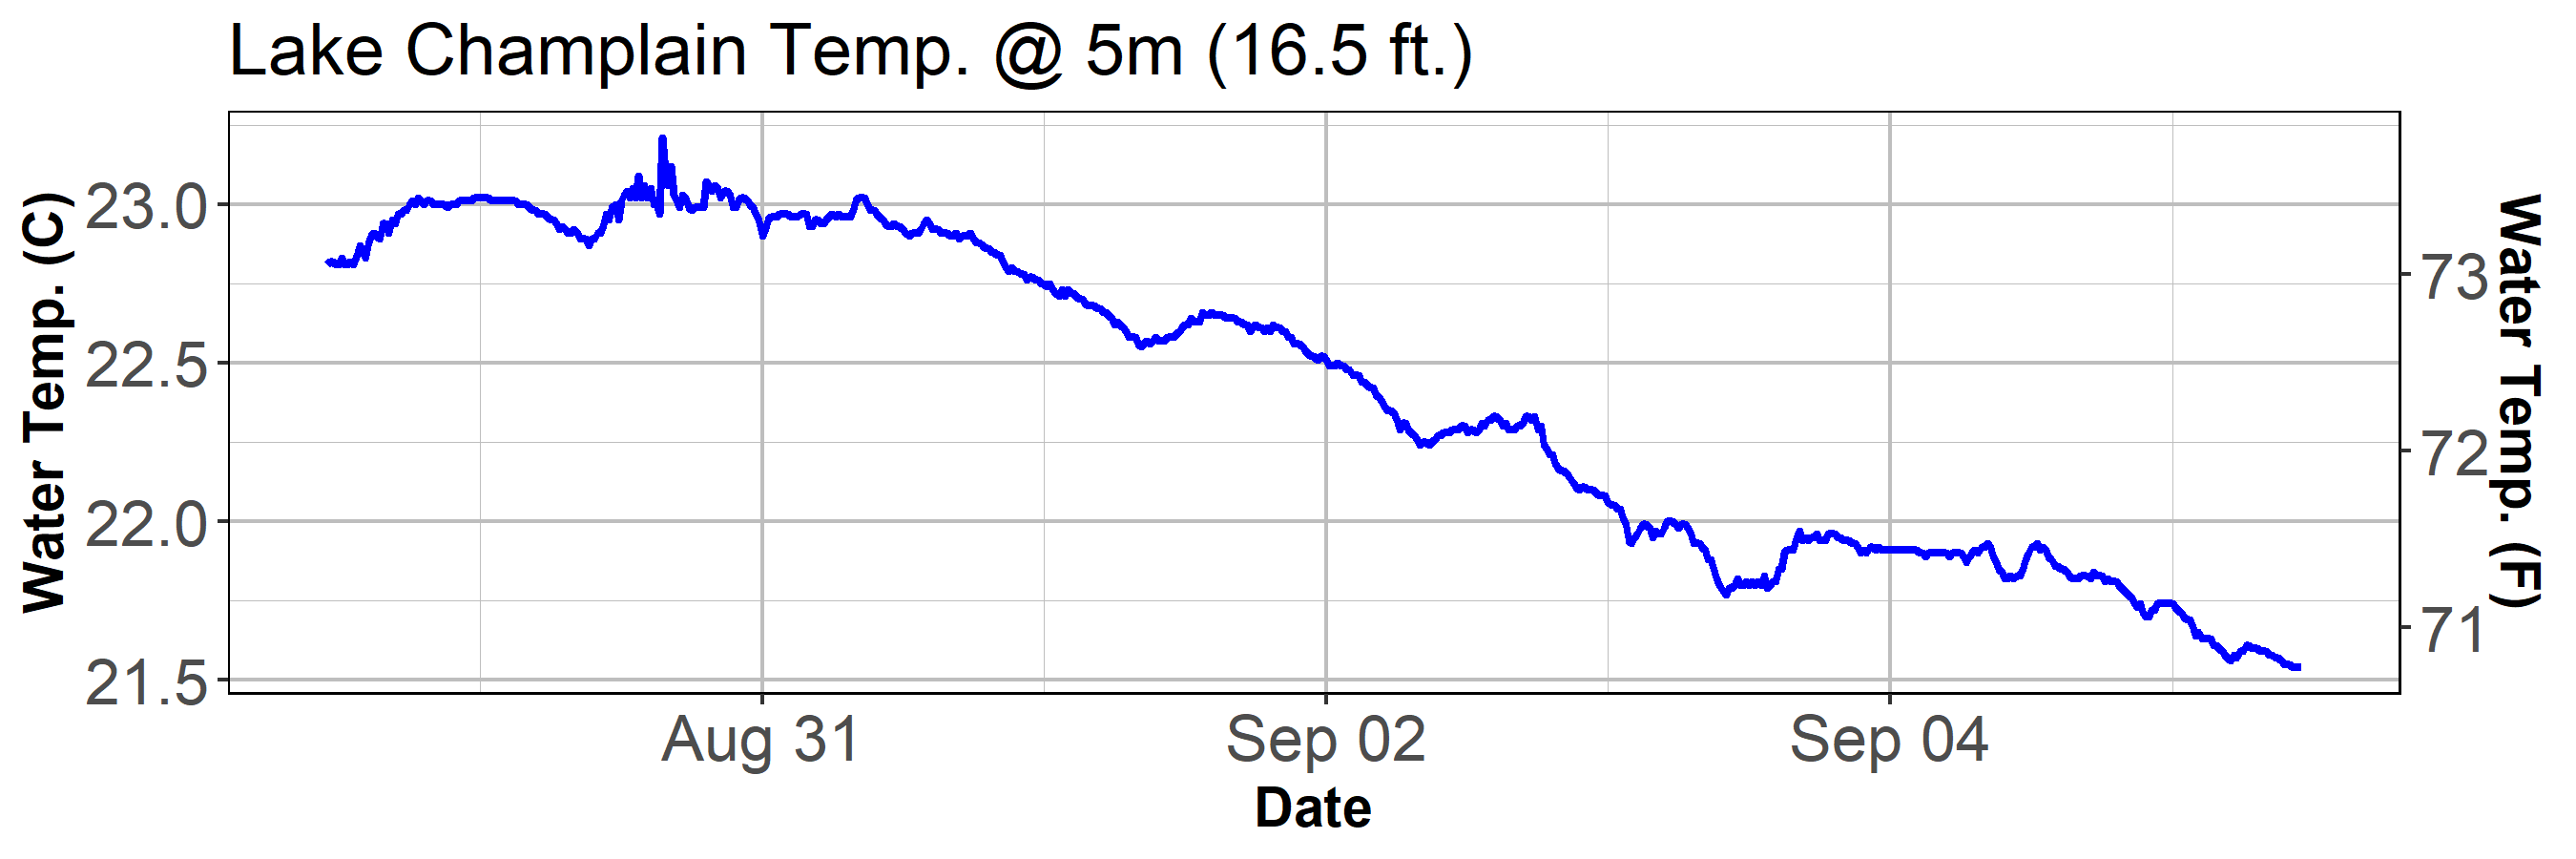 Lake Champlain Temp. @ 5m (16.5 ft.)
Water Temp. (C)
23.0
22.5
22.0
21.5
Water Temp. (F)
73
72
71
Aug 31
Sep 02
Sep 04
Date